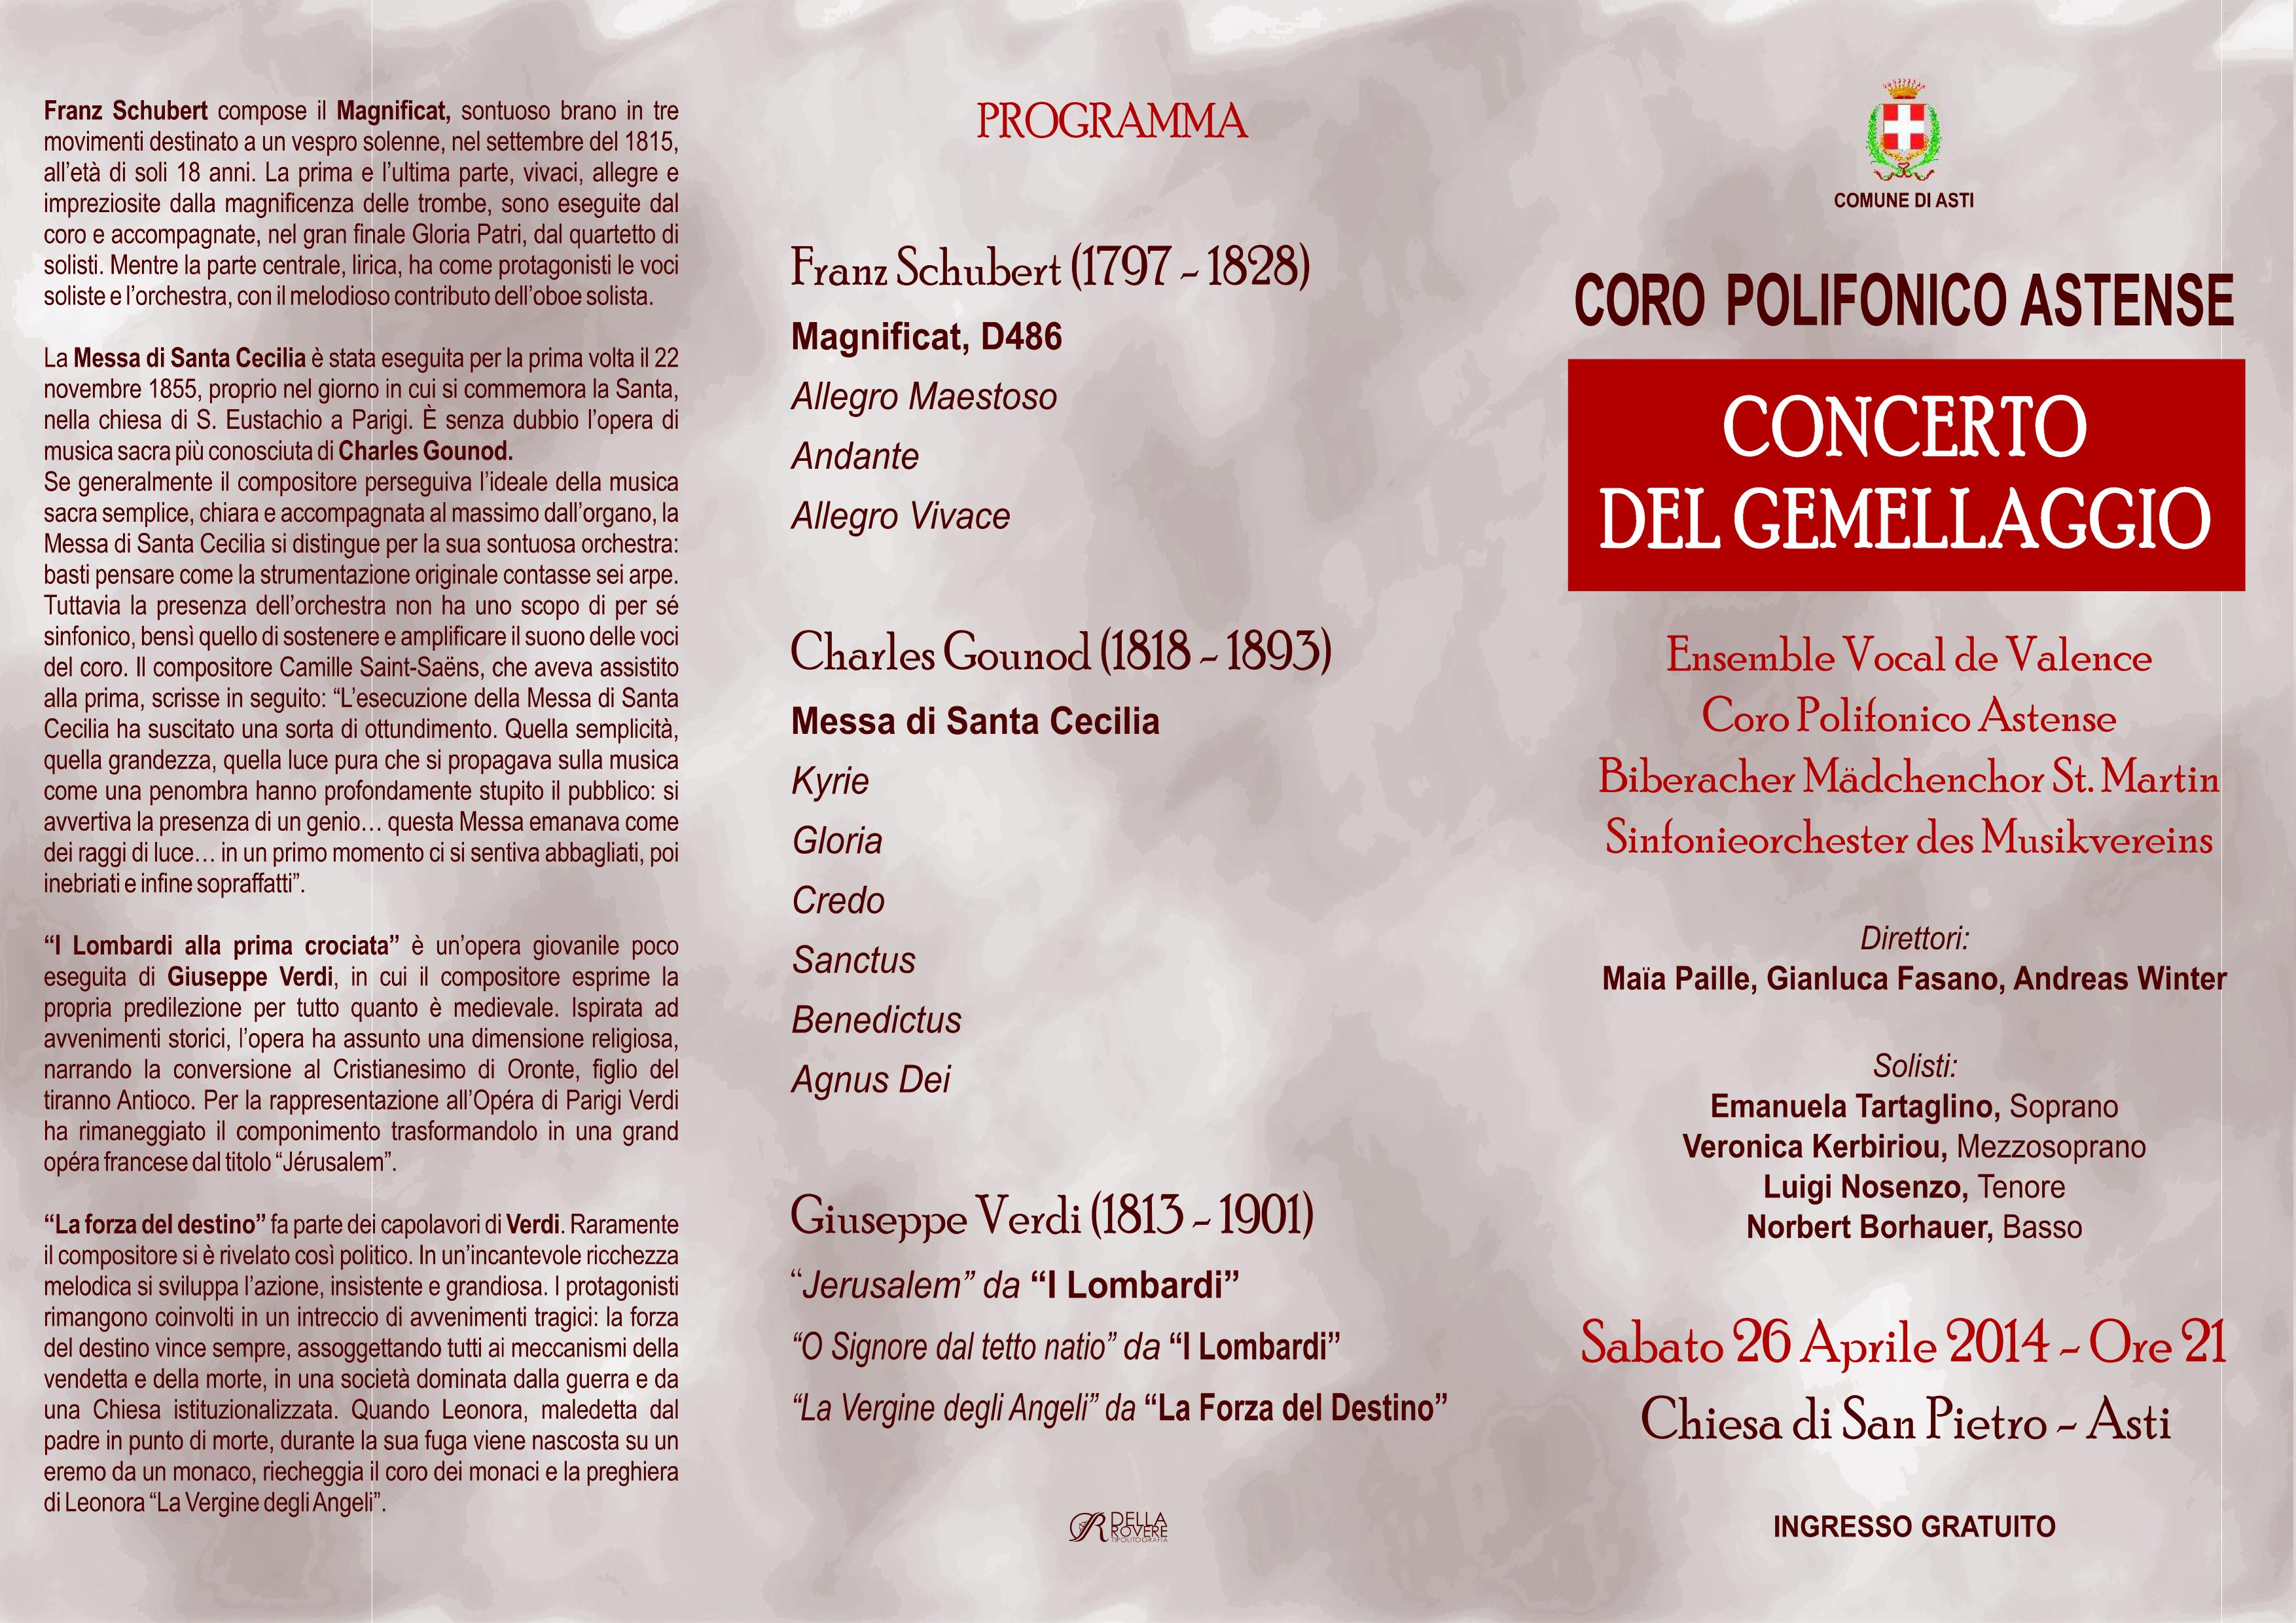 Franz Schubert compose il Magnificat, sontuoso brano in tre
movimenti destinato a un vespro solenne, nel settembre del 1815,
all’età di soli 18 anni. La prima e l’ultima parte, vivaci, allegre e
impreziosite dalla magnificenza delle trombe, sono eseguite dal
coro e accompagnate, nel gran finale Gloria Patri, dal quartetto di
solisti. Mentre la parte centrale, lirica, ha come protagonisti le voci
soliste e l’orchestra, con il melodioso contributo dell’oboe solista.
La Messa di Santa Cecilia è stata eseguita per la prima volta il 22
novembre 1855, proprio nel giorno in cui si commemora la Santa,
nella chiesa di S. Eustachio a Parigi. È senza dubbio l’opera di
musica sacra più conosciuta di Charles Gounod.
Se generalmente il compositore perseguiva l’ideale della musica
sacra semplice, chiara e accompagnata al massimo dall’organo, la
Messa di Santa Cecilia si distingue per la sua sontuosa orchestra:
basti pensare come la strumentazione originale contasse sei arpe.
Tuttavia la presenza dell’orchestra non ha uno scopo di per sé
sinfonico, bensì quello di sostenere e amplificare il suono delle voci
del coro. Il compositore Camille Saint-Saëns, che aveva assistito
alla prima, scrisse in seguito: “L’esecuzione della Messa di Santa
Cecilia ha suscitato una sorta di ottundimento. Quella semplicità,
quella grandezza, quella luce pura che si propagava sulla musica
come una penombra hanno profondamente stupito il pubblico: si
avvertiva la presenza di un genio… questa Messa emanava come
dei raggi di luce… in un primo momento ci si sentiva abbagliati, poi
inebriati e infine sopraffatti”.
“I Lombardi alla prima crociata” è un’opera giovanile poco
eseguita di Giuseppe Verdi, in cui il compositore esprime la
propria predilezione per tutto quanto è medievale. Ispirata ad
avvenimenti storici, l’opera ha assunto una dimensione religiosa,
narrando la conversione al Cristianesimo di Oronte, figlio del
tiranno Antioco. Per la rappresentazione all’Opéra di Parigi Verdi
ha rimaneggiato il componimento trasformandolo in una grand
opéra francese dal titolo “Jérusalem”.
“La forza del destino” fa parte dei capolavori di Verdi. Raramente
il compositore si è rivelato così politico. In un’incantevole ricchezza
melodica si sviluppa l’azione, insistente e grandiosa. I protagonisti
rimangono coinvolti in un intreccio di avvenimenti tragici: la forza
del destino vince sempre, assoggettando tutti ai meccanismi della
vendetta e della morte, in una società dominata dalla guerra e da
una Chiesa istituzionalizzata. Quando Leonora, maledetta dal
padre in punto di morte, durante la sua fuga viene nascosta su un
eremo da un monaco, riecheggia il coro dei monaci e la preghiera
di Leonora “La Vergine degli Angeli”.
PROGRAMMA
Franz Schubert (1797 - 1828)
Magnificat, D486
Allegro Maestoso
Andante
Allegro Vivace
Charles Gounod (1818 - 1893)
Messa di Santa Cecilia
Kyrie
Gloria
Credo
Sanctus
Benedictus
Agnus Dei
Giuseppe Verdi (1813 - 1901)
“Jerusalem” da “I Lombardi”
“O Signore dal tetto natio” da “I Lombardi”
“La Vergine degli Angeli” da “La Forza del Destino”
DELLA
ROVERE
TIPOLITOGRAFIA
COMUNE DI ASTI
CORO POLIFONICO ASTENSE
CONCERTO
DEL GEMELLAGGIO
Ensemble Vocal de Valence
Coro Polifonico Astense
Biberacher Mädchenchor St. Martin
Sinfonieorchester des Musikvereins
Direttori:
Maïa Paille, Gianluca Fasano, Andreas Winter
Solisti:
Emanuela Tartaglino, Soprano
Veronica Kerbiriou, Mezzosoprano
Luigi Nosenzo, Tenore
Norbert Borhauer, Basso
Sabato 26 Aprile 2014 - Ore 21
Chiesa di San Pietro - Asti
INGRESSO GRATUITO